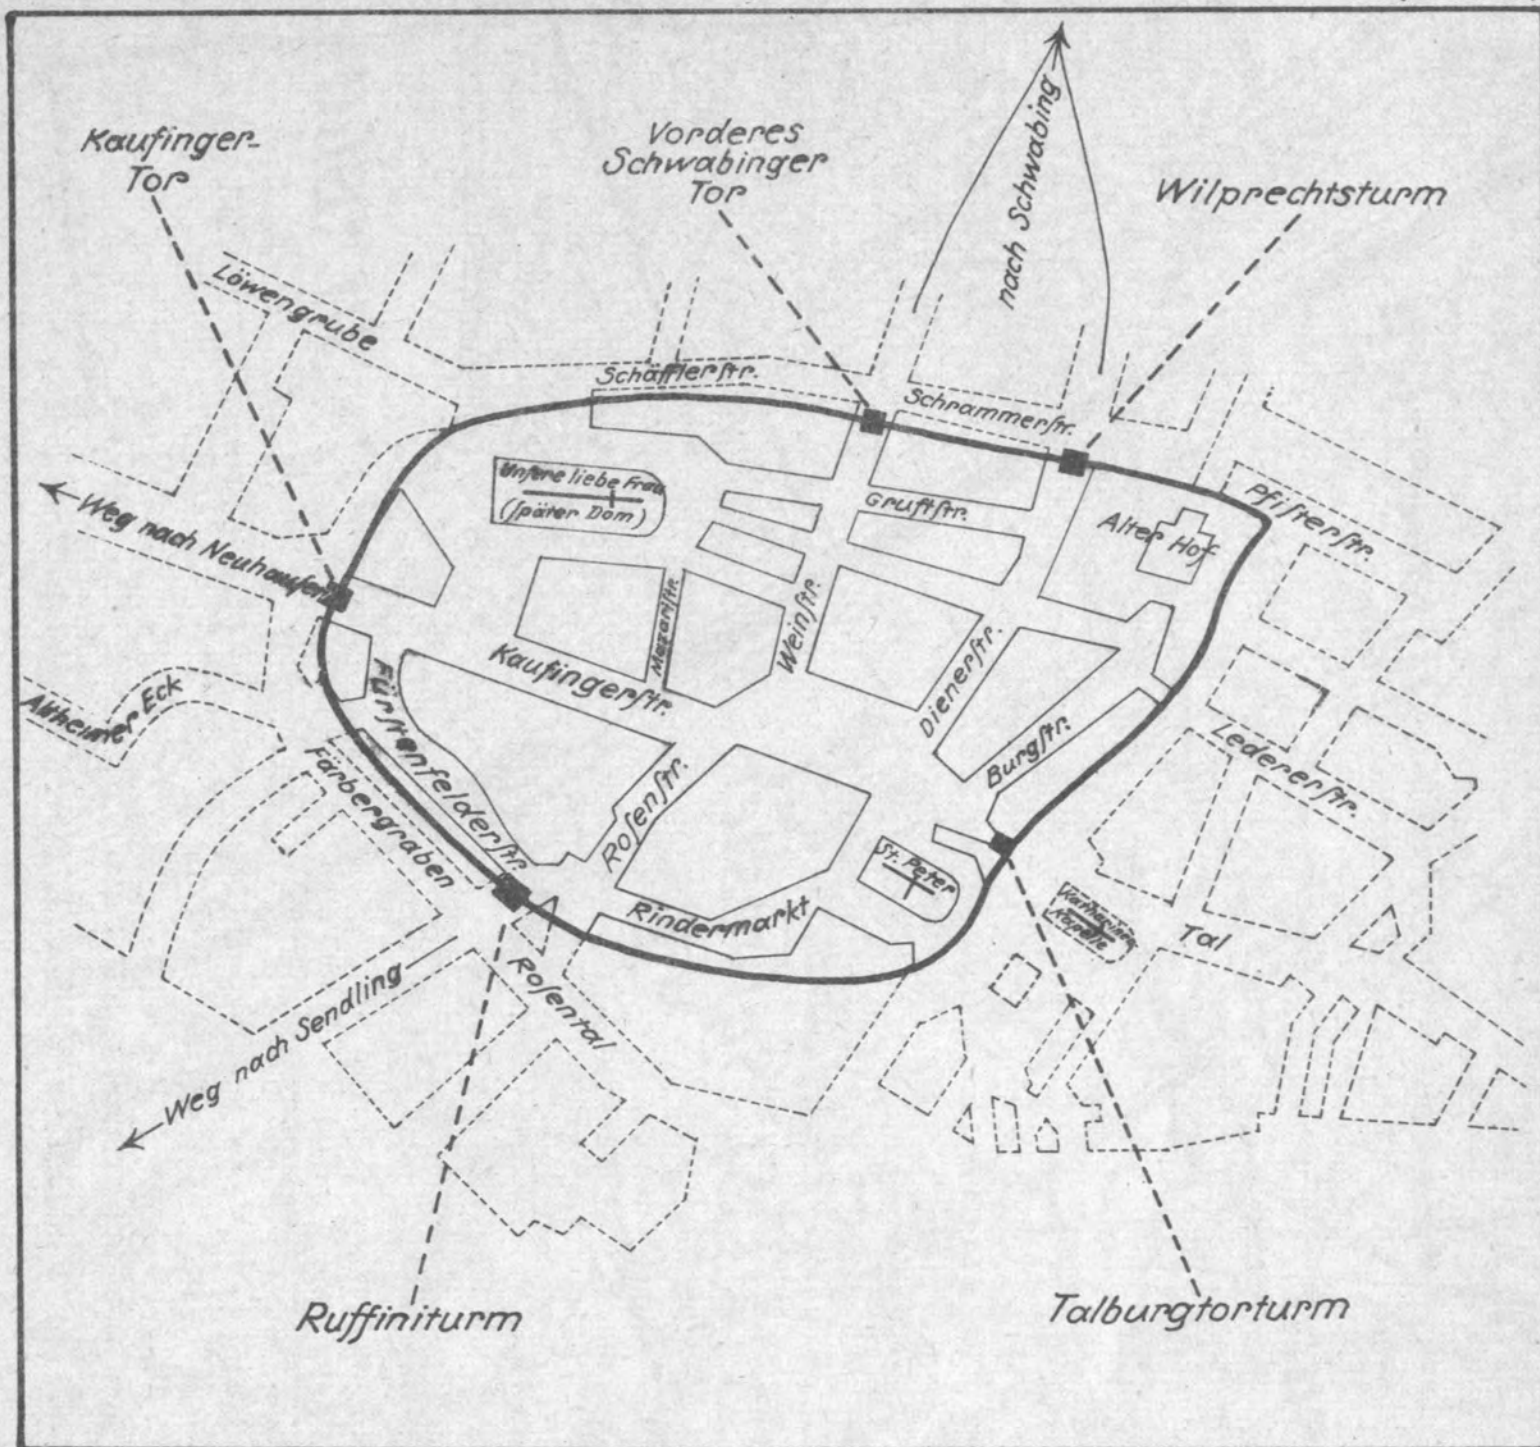 Kaufinger-
Tor
Vorderes
Schwabinger
Tor
nach Schwabing
Wilprechtsturm
Löwengrube
Schäfflerſtr.
Schrammerſtr.
Unſere liebe Frau
(ſpäter Dom)
Gruftſtr.
Alter Hof
Pfiſterſtr.
Weg nach Neuhauſen
Mazariſtr.
Weinſtr.
Kaufingerſtr.
Dienerſtr.
Altheimer Eck
Fürſtenfelderſtr.
Färbergraben
Roſenſtr.
Burgſtr.
Ledererſtr.
St. Peter
Rindermarkt
Katharinen
Kapelle
Tal
Weg nach Sendling
Roſental
Ruffiniturm
Talburgtorturm